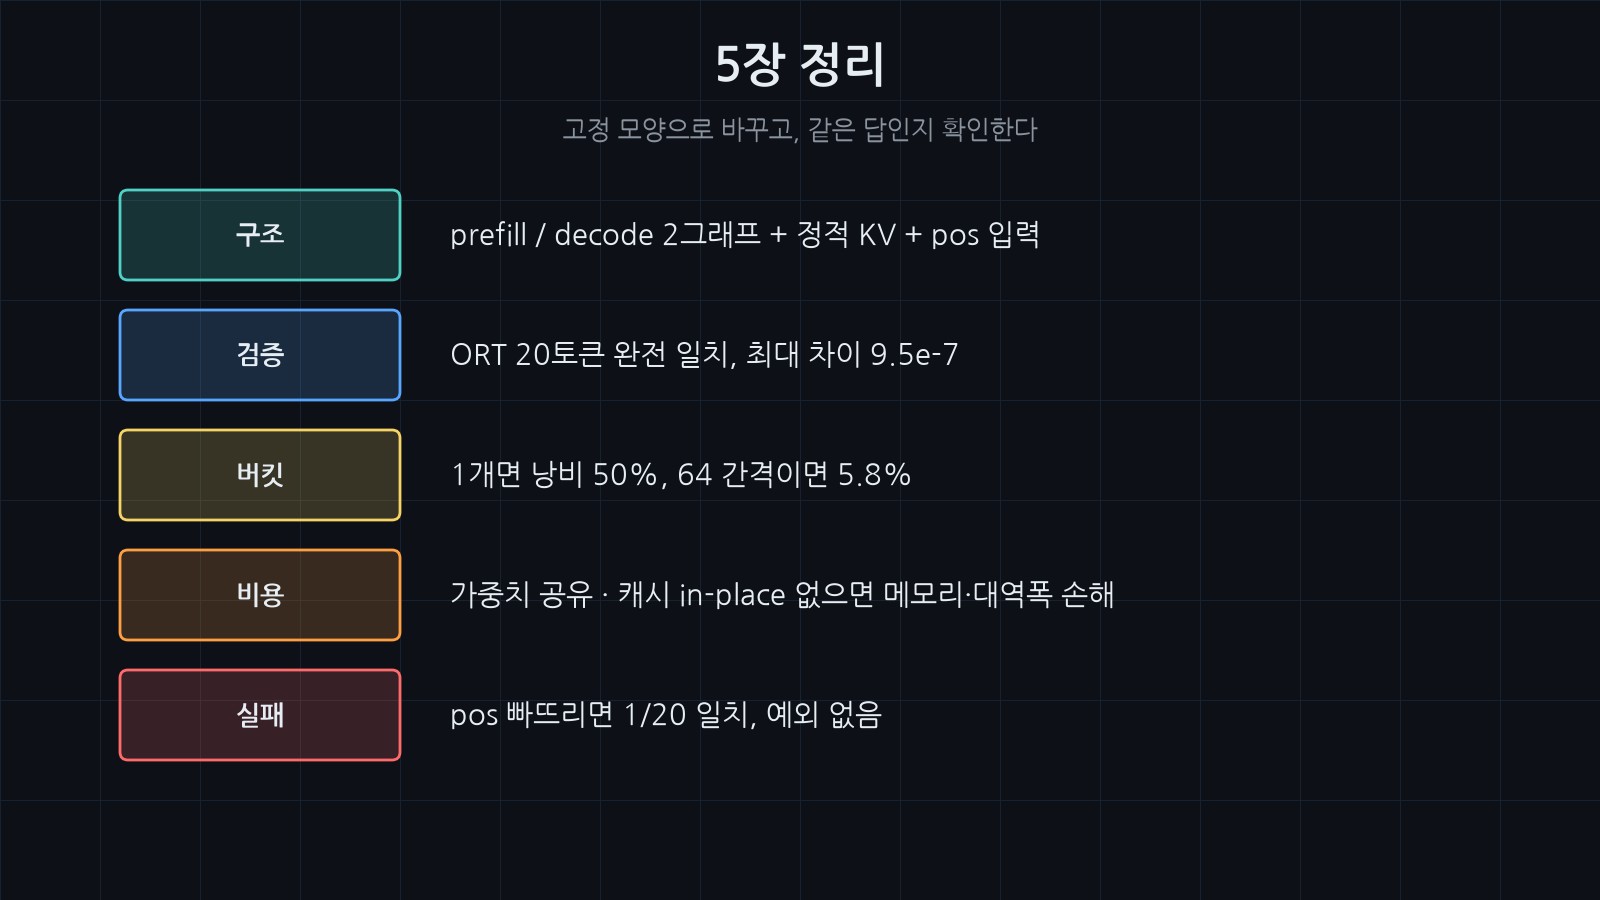 5장 정리
고정 모양으로 바꾸고, 같은 답인지 확인한다
구조
prefill / decode 2그래프 + 정적 KV + pos 입력
검증
ORT 20토큰 완전 일치, 최대 차이 9.5e-7
버킷
1개면 낭비 50%, 64 간격이면 5.8%
비용
가중치 공유 · 캐시 in-place 없으면 메모리·대역폭 손해
실패
pos 빠뜨리면 1/20 일치, 예외 없음